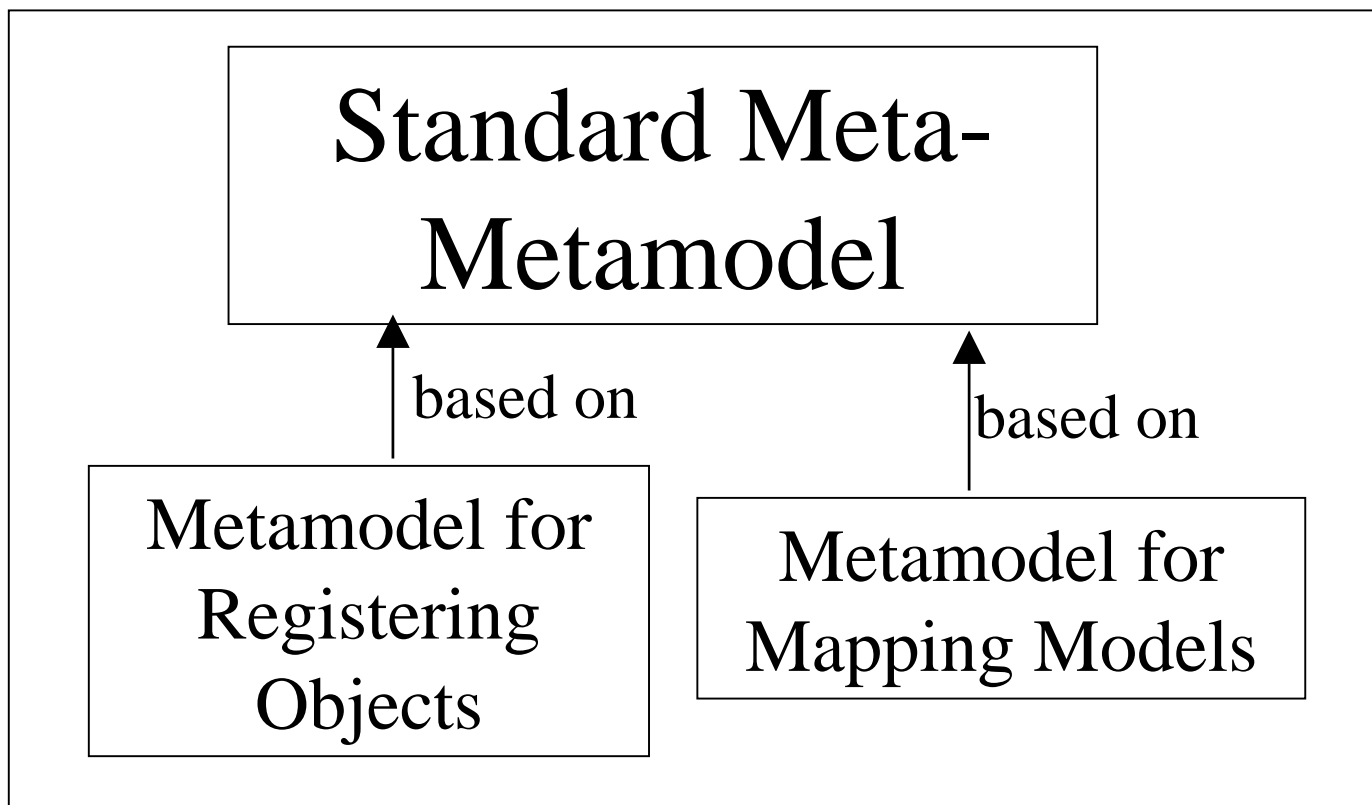 Standard Meta-
Metamodel
based on
based on
Metamodel for
Registering
Objects
Metamodel for
Mapping Models